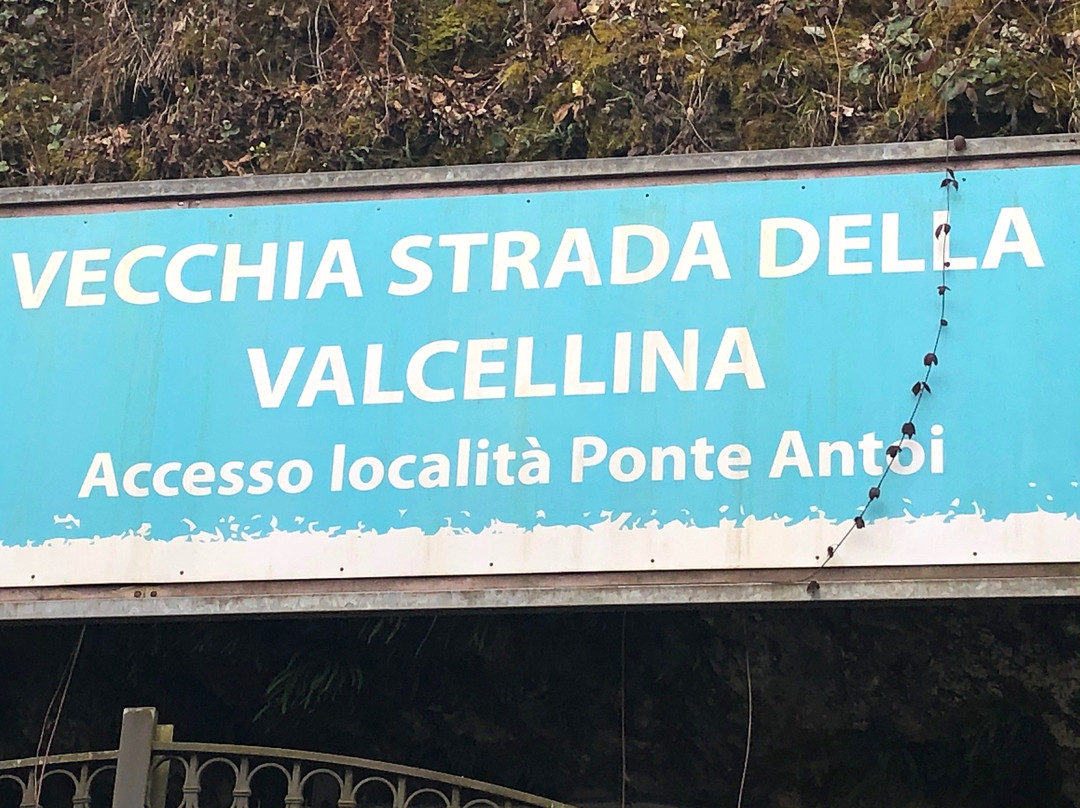 VECCHIA STRADA DELLA
VALCELLINA
Accesso località Ponte Antoi